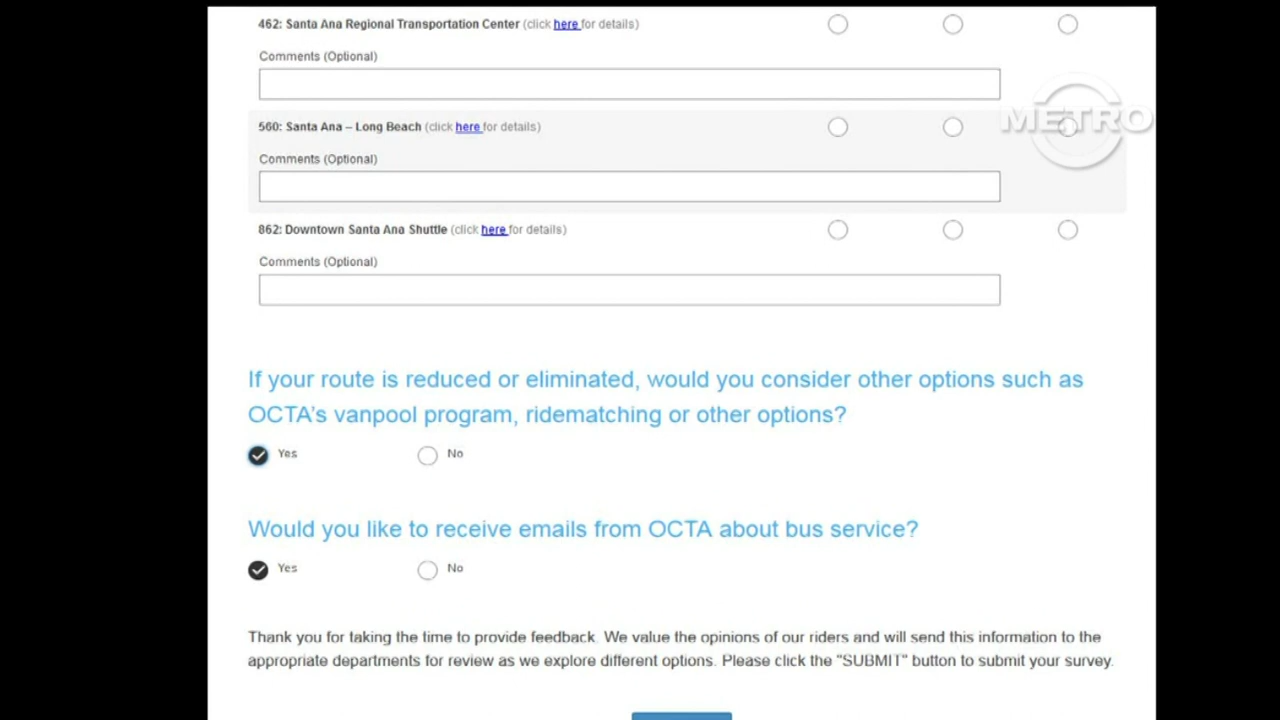 462: Santa Ana Regional Transportation Center (click here for details)
Comments (Optional)
METRO
560: Santa Ana – Long Beach (click here for details)
Comments (Optional)
862: Downtown Santa Ana Shuttle (click here for details)
Comments (Optional)
If your route is reduced or eliminated, would you consider other options such as
OCTA's vanpool program, ridematching or other options?
Yes No
Would you like to receive emails from OCTA about bus service?
Yes No
Thank you for taking the time to provide feedback. We value the opinions of our riders and will send this information to the
appropriate departments for review as we explore different options. Please click the "SUBMIT" button to submit your survey.